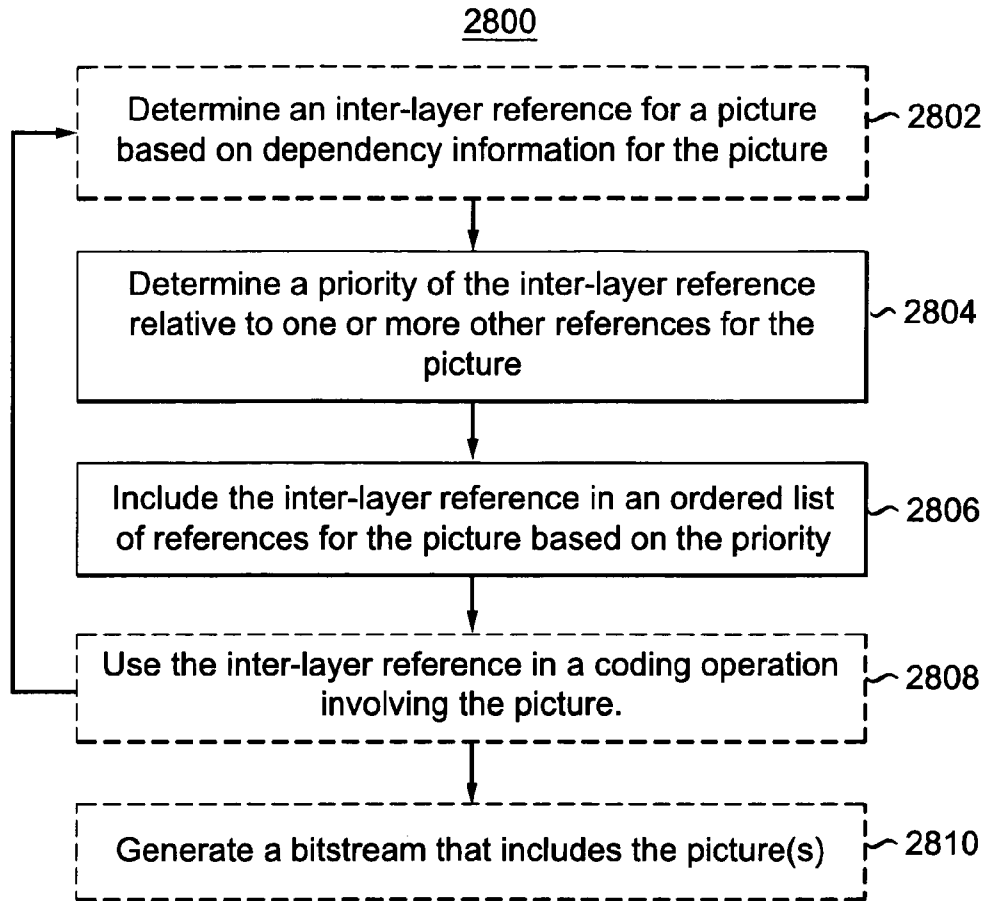 2800
Determine an inter-layer reference for a picture
based on dependency information for the picture
2802
Determine a priority of the inter-layer reference
relative to one or more other references for the
picture
2804
Include the inter-layer reference in an ordered list
of references for the picture based on the priority
2806
Use the inter-layer reference in a coding operation
involving the picture.
2808
Generate a bitstream that includes the picture(s)
2810